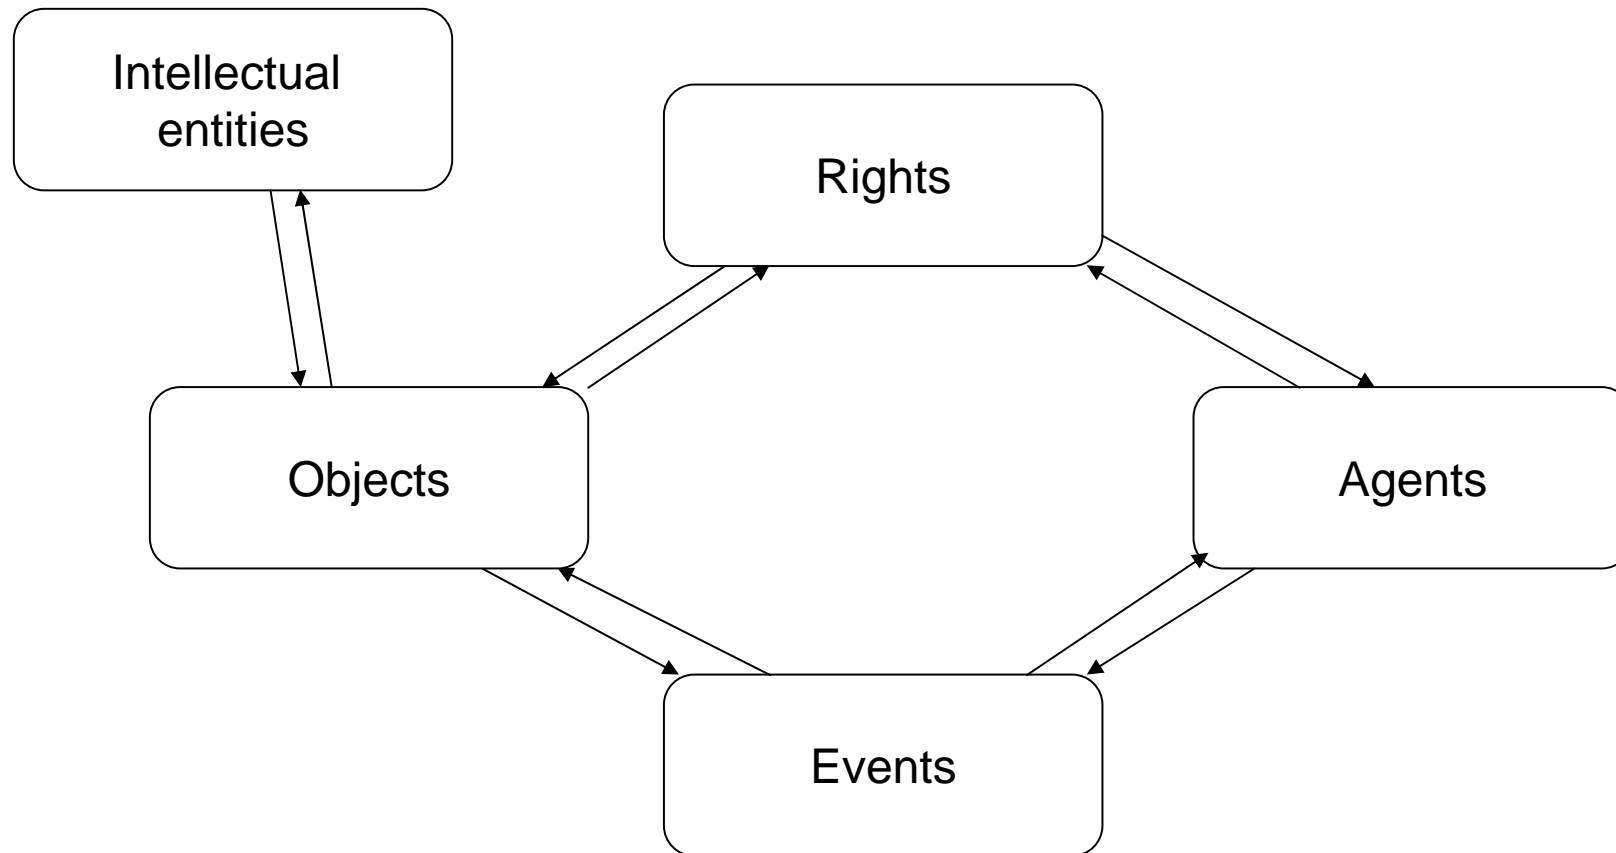 Intellectual
entities
Rights
Objects
Agents
Events